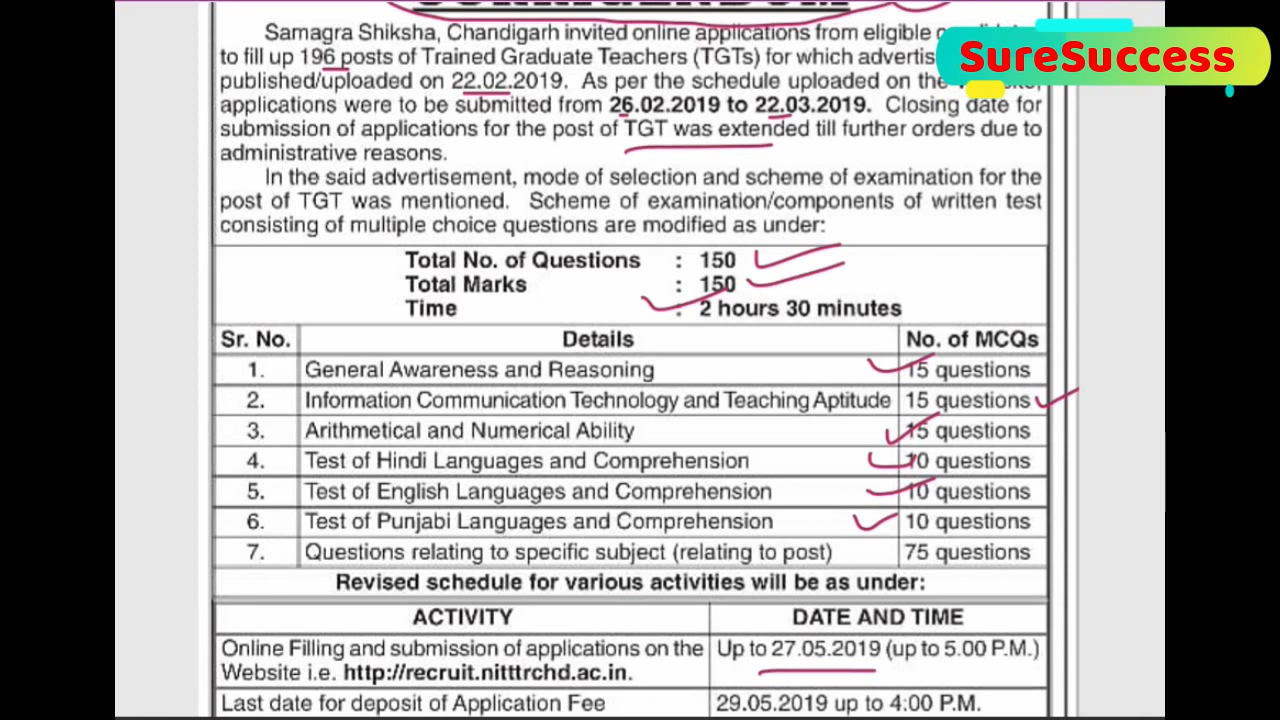 SureSuccess
Samagra Shiksha, Chandigarh invited online applications from eligible
to fill up 196 posts of Trained Graduate Teachers (TGTs) for which
published/uploaded on 22.02.2019. As per the schedule uploaded on the
applications were to be submitted from 26.02.2019 to 22.03.2019. Closing date for
submission of applications for the post of TGT was extended till further orders due to
administrative reasons.
In the said advertisement, mode of selection and scheme of examination for the
post of TGT was mentioned. Scheme of examination/components of written test
consisting of multiple choice questions are modified as under:
Total No. of Questions : 150
Total Marks : 150
Time : 2 hours 30 minutes
Sr. No. Details No. of MCQs
1. General Awareness and Reasoning 15 questions
2. Information Communication Technology and Teaching Aptitude 15 questions
3. Arithmetical and Numerical Ability 15 questions
4. Test of Hindi Languages and Comprehension 10 questions
5. Test of English Languages and Comprehension 10 questions
6. Test of Punjabi Languages and Comprehension 10 questions
7. Questions relating to specific subject (relating to post) 75 questions
Revised schedule for various activities will be as under:
ACTIVITY DATE AND TIME
Online Filling and submission of applications on the Up to 27.05.2019 (up to 5.00 P.M.)
Website i.e. http://recruit.nitttrchd.ac.in.
Last date for deposit of Application Fee 29.05.2019 up to 4:00 P.M.